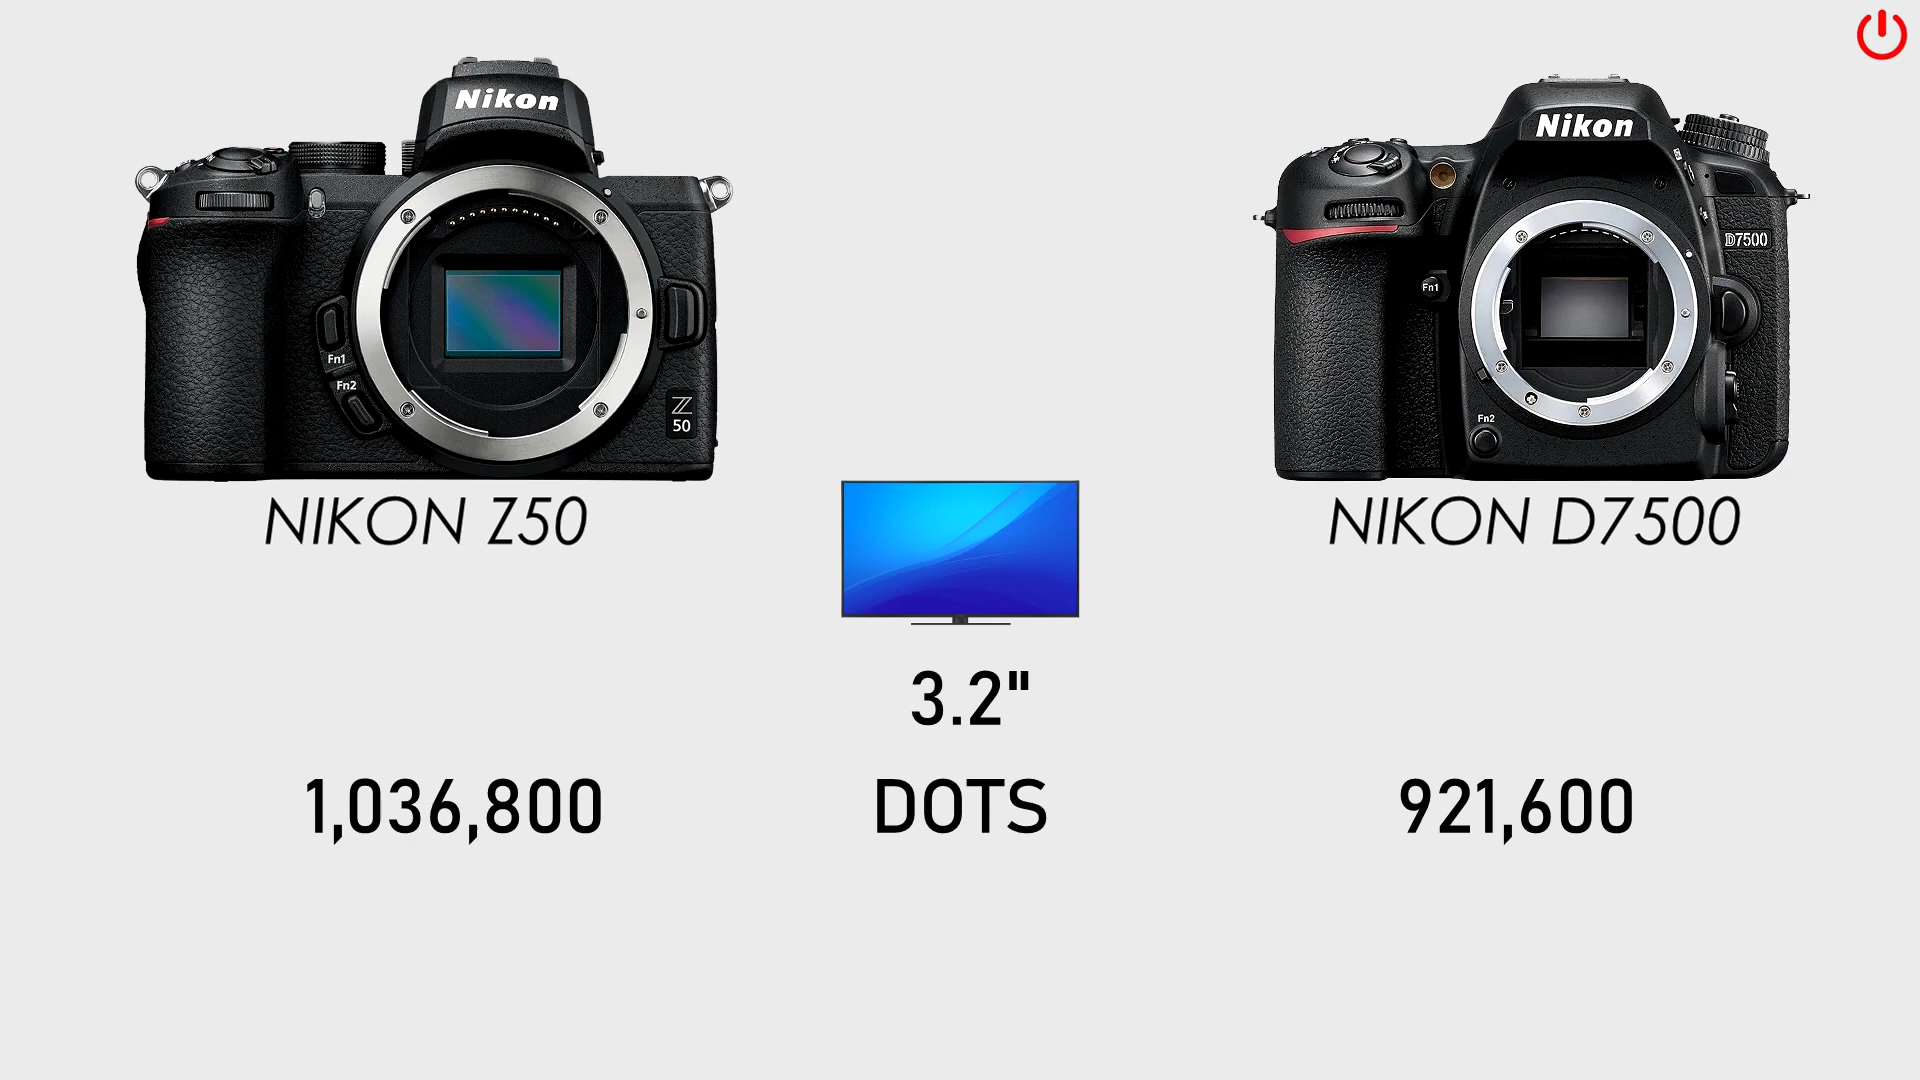 Nikon
Fn1
Fn2
Z
50
NIKON Z50
Nikon
D7500
Fn1
Fn2
NIKON D7500
3.2"
1,036,800 DOTS 921,600